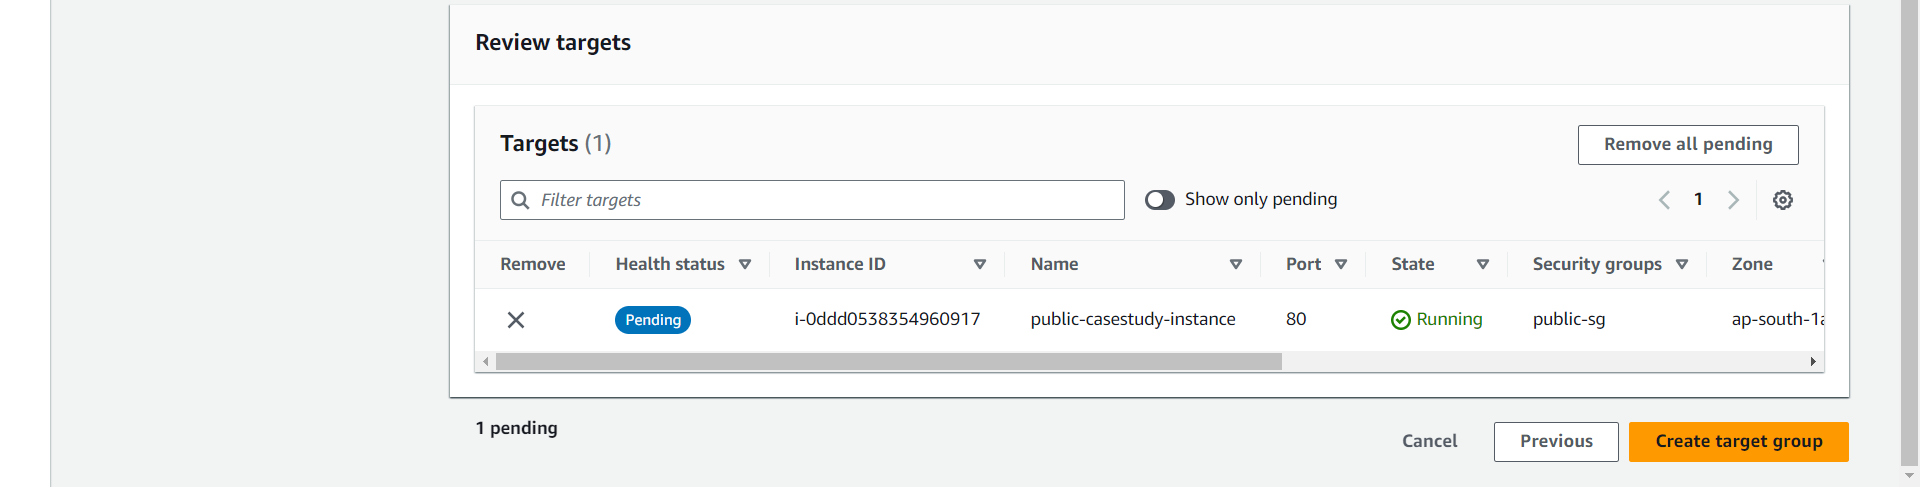 Review targets
Targets (1)
Remove all pending
Filter targets
Show only pending
1
Remove Health status Instance ID Name Port State Security groups Zone
Pending i-0ddd0538354960917 public-casestudy-instance 80 Running public-sg ap-south-1a
1 pending
Cancel Previous Create target group